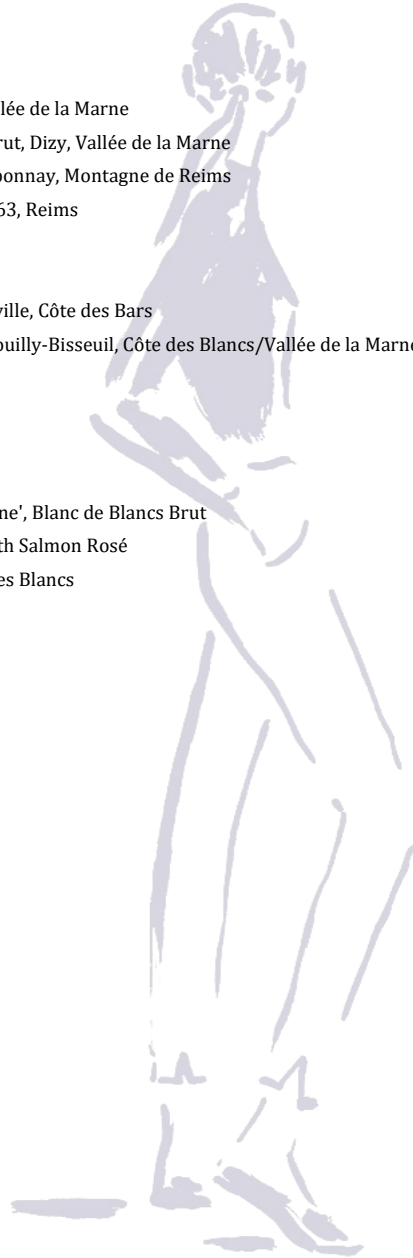 llée de la Marne
rut, Dizy, Vallée de la Marne
bonnay, Montagne de Reims
63, Reims
ville, Côte des Bars
ouilly-Bisseuil, Côte des Blancs/Vallée de la Marne
ne', Blanc de Blancs Brut
th Salmon Rosé
es Blancs